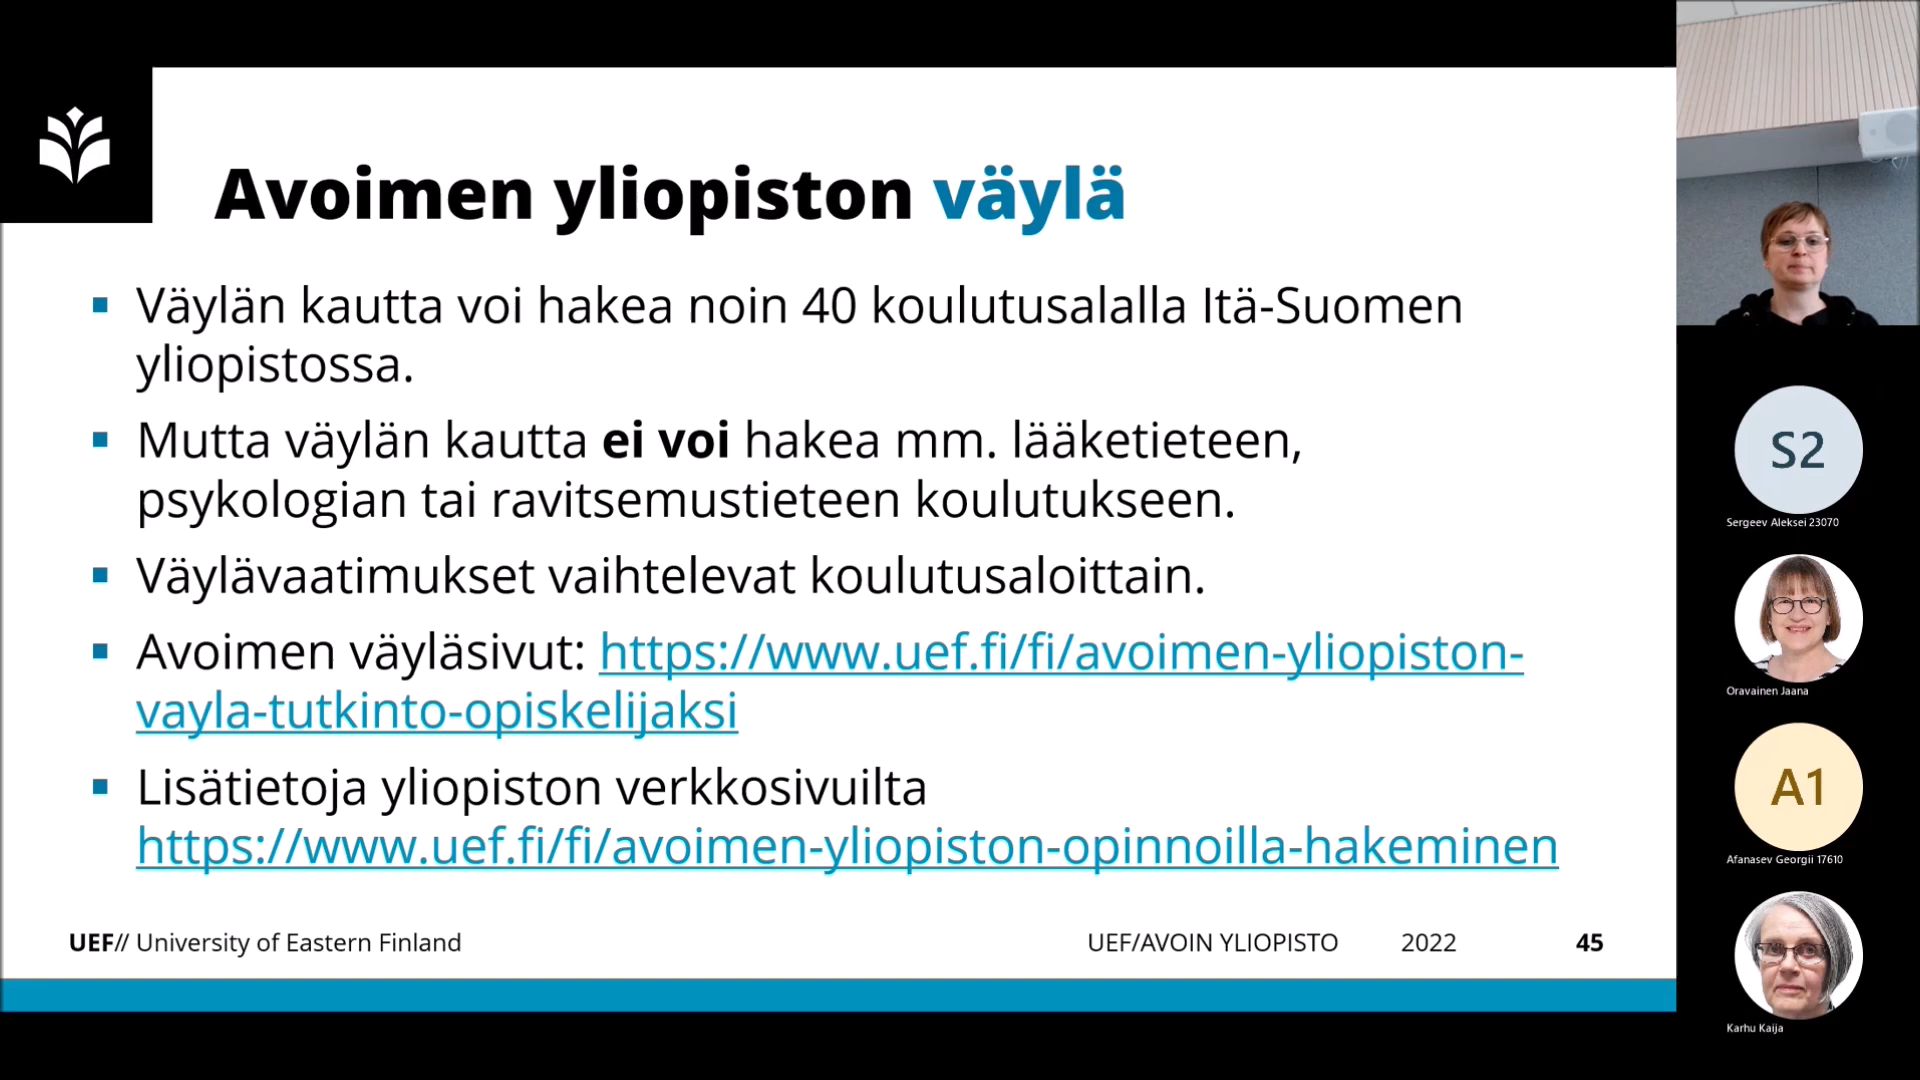 Avoimen yliopiston väylä
Väylän kautta voi hakea noin 40 koulutusalalla Itä-Suomen
yliopistossa.
Mutta väylän kautta ei voi hakea mm. lääketieteen,
psykologian tai ravitsemustieteen koulutukseen.
Väylävaatimukset vaihtelevat koulutusaloittain.
Avoimen väyläsivut: https://www.uef.fi/fi/avoimen-yliopiston-
vayla-tutkinto-opiskelijaksi
Lisätietoja yliopiston verkkosivuilta
https://www.uef.fi/fi/avoimen-yliopiston-opinnoilla-hakeminen
UEF// University of Eastern Finland
UEF/AVOIN YLIOPISTO 2022 45
S2
Sergeev Aleksei 23070
Oravainen Jaana
A1
Afanasev Georgii 17610
Karhu Kaija